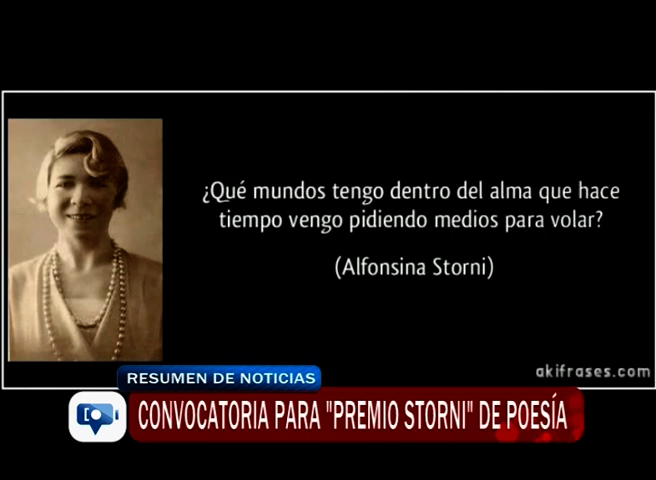 ¿Qué mundos tengo dentro del alma que hace
tiempo vengo pidiendo medios para volar?
(Alfonsina Storni)
akifrases.com
RESUMEN DE NOTICIAS
CONVOCATORIA PARA "PREMIO STORNI" DE POESÍA